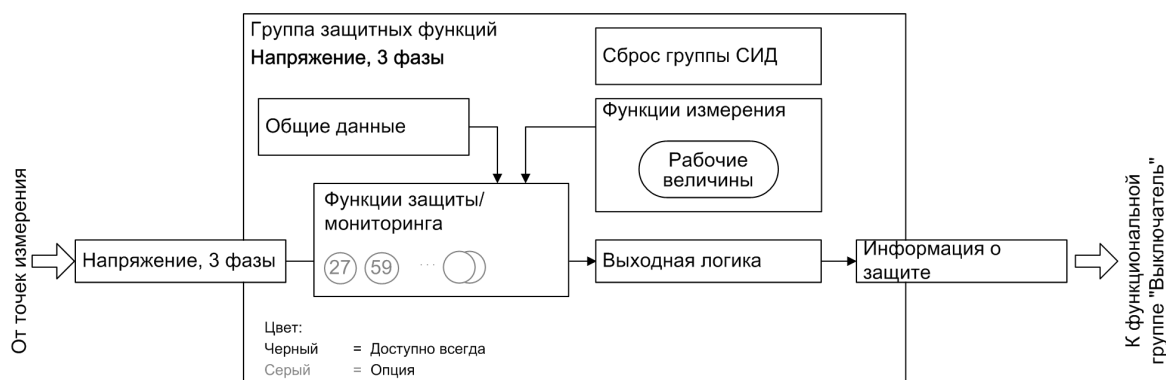 Группа защитных функций
Напряжение, 3 фазы
Сброс группы СИД
Общие данные
Функции измерения
Рабочие
величины
Функции защиты/
мониторинга
27 59 ...
От точек измерения
Напряжение, 3 фазы
Выходная логика
Информация о
защите
К функциональной
группе "Выключатель"
Цвет:
Черный = Доступно всегда
Серый = Опция